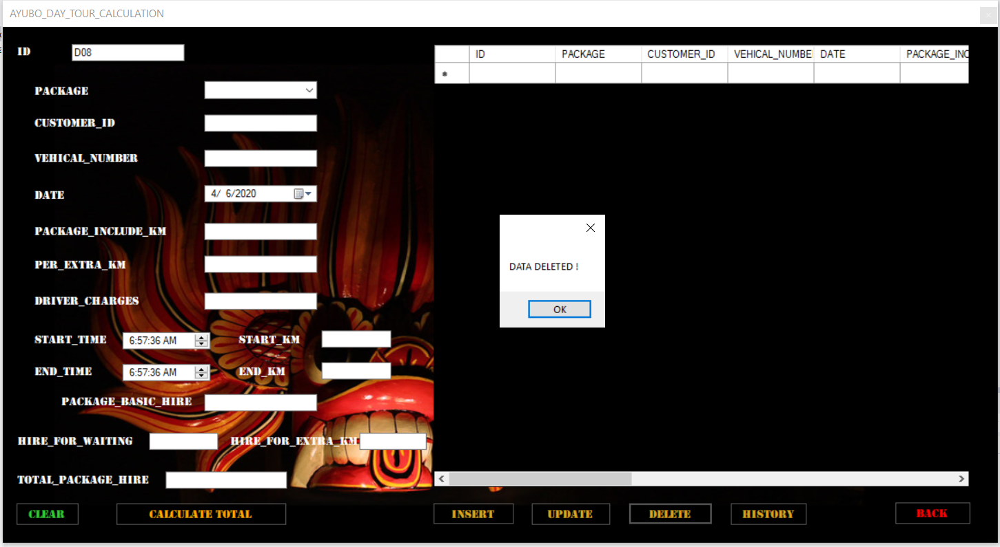 AYUBO_DAY_TOUR_CALCULATION
ID D08
ID PACKAGE CUSTOMER_ID VEHICAL_NUMBE DATE PACKAGE_INC
PACKAGE
CUSTOMER_ID
VEHICAL_NUMBER
DATE 4/ 6/2020
PACKAGE_INCLUDE_KM
PER_EXTRA_KM
DRIVER_CHARGES
START_TIME 6:57:36 AM START_KM
END_TIME 6:57:36 AM END_KM
PACKAGE_BASIC_HIRE
HIRE_FOR_WAITING HIRE_FOR_EXTRA_KM
TOTAL_PACKAGE_HIRE
DATA DELETED !
OK
CLEAR CALCULATE TOTAL INSERT UPDATE DELETE HISTORY BACK